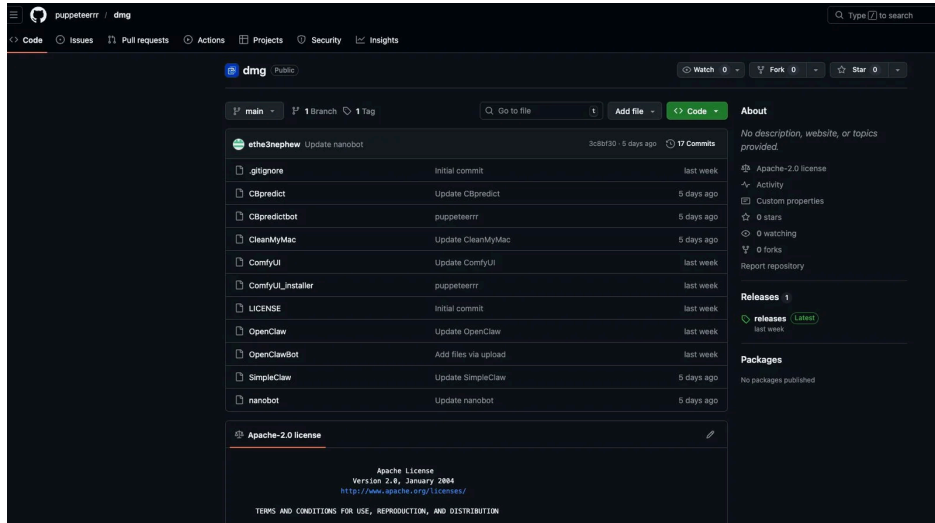 puppeteerrr / dmg
Type / to search
Code Issues Pull requests Actions Projects Security Insights
dmg Public
Watch 0 Fork 0 Star 0
main 1 Branch 1 Tag Go to file t Add file Code
ethe3nephew Update nanobot 3c8bf30 · 5 days ago 17 Commits
.gitignore Initial commit last week
CBpredict Update CBpredict 5 days ago
CBpredictbot puppeteerrr 5 days ago
CleanMyMac Update CleanMyMac 5 days ago
ComfyUI Update ComfyUI last week
ComfyUI_installer puppeteerrr last week
LICENSE Initial commit last week
OpenClaw Update OpenClaw last week
OpenClawBot Add files via upload last week
SimpleClaw Update SimpleClaw 5 days ago
nanobot Update nanobot 5 days ago
Apache-2.0 license
Apache License
Version 2.0, January 2004
http://www.apache.org/licenses/
TERMS AND CONDITIONS FOR USE, REPRODUCTION, AND DISTRIBUTION
About
No description, website, or topics
provided.
Apache-2.0 license
Activity
Custom properties
0 stars
0 watching
0 forks
Report repository
Releases 1
releases Latest
last week
Packages
No packages published